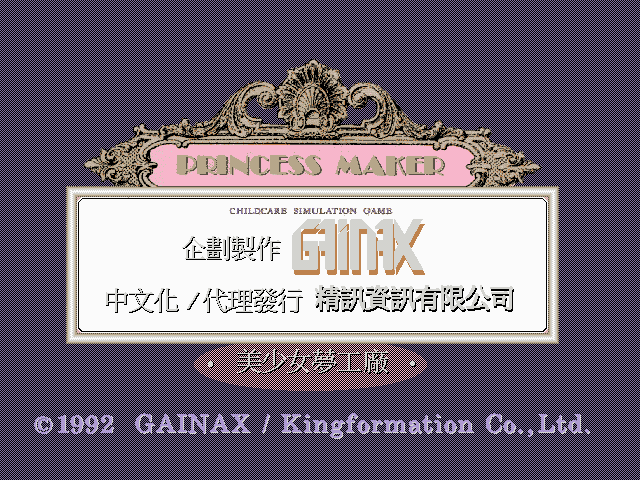 PRINCESS MAKER
CHILDCARE SIMULATION GAME
企劃製作 GAINAX
中文化／代理發行 精訊資訊有限公司
・美少女夢工廠・
©1992 GAINAX / Kingformation Co.,Ltd.